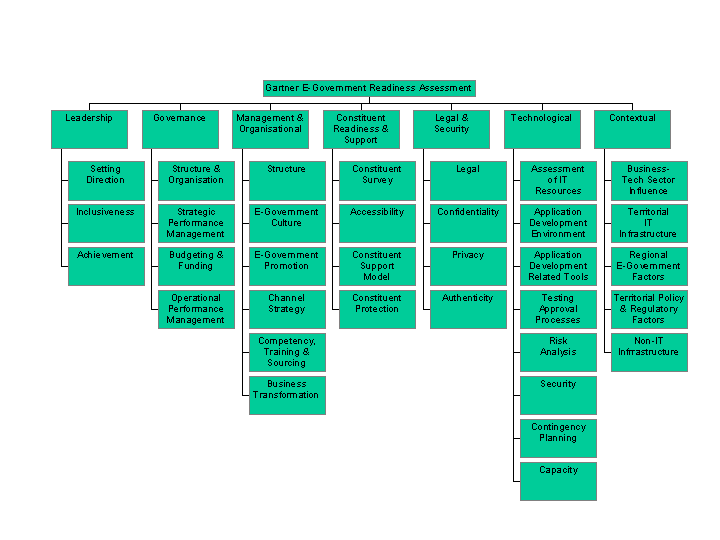 Gartner E-Government Readiness Assessment
Leadership
Governance
Management &
Organisational
Constituent
Readiness &
Support
Legal &
Security
Technological
Contextual
Setting
Direction
Inclusiveness
Achievement
Structure &
Organisation
Strategic
Performance
Management
Budgeting &
Funding
Operational
Performance
Management
Structure
E-Government
Culture
E-Government
Promotion
Channel
Strategy
Competency,
Training &
Sourcing
Business
Transformation
Constituent
Survey
Accessibility
Constituent
Support
Model
Constituent
Protection
Legal
Confidentiality
Privacy
Authenticity
Assessment
of IT
Resources
Application
Development
Environment
Application
Development
Related Tools
Testing
Approval
Processes
Risk
Analysis
Security
Contingency
Planning
Capacity
Business-
Tech Sector
Influence
Territorial
IT
Infrastructure
Regional
E-Government
Factors
Territorial Policy
& Regulatory
Factors
Non-IT
Infrrastructure